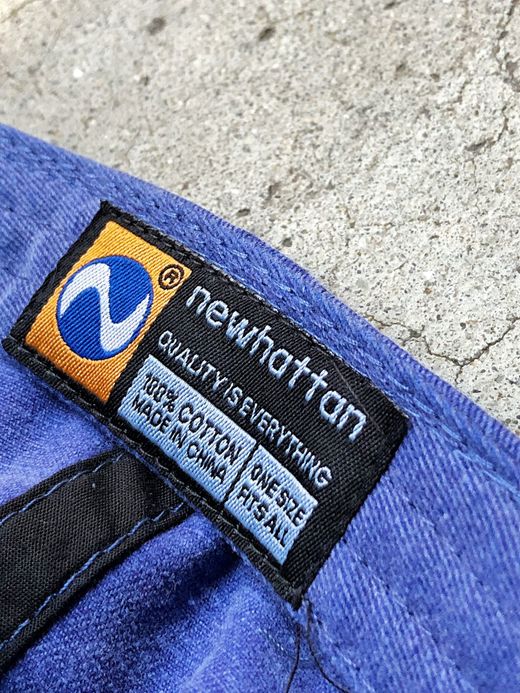 ®
newhattan
QUALITY IS EVERYTHING
100% COTTON
MADE IN CHINA
ONE SIZE
FITS ALL